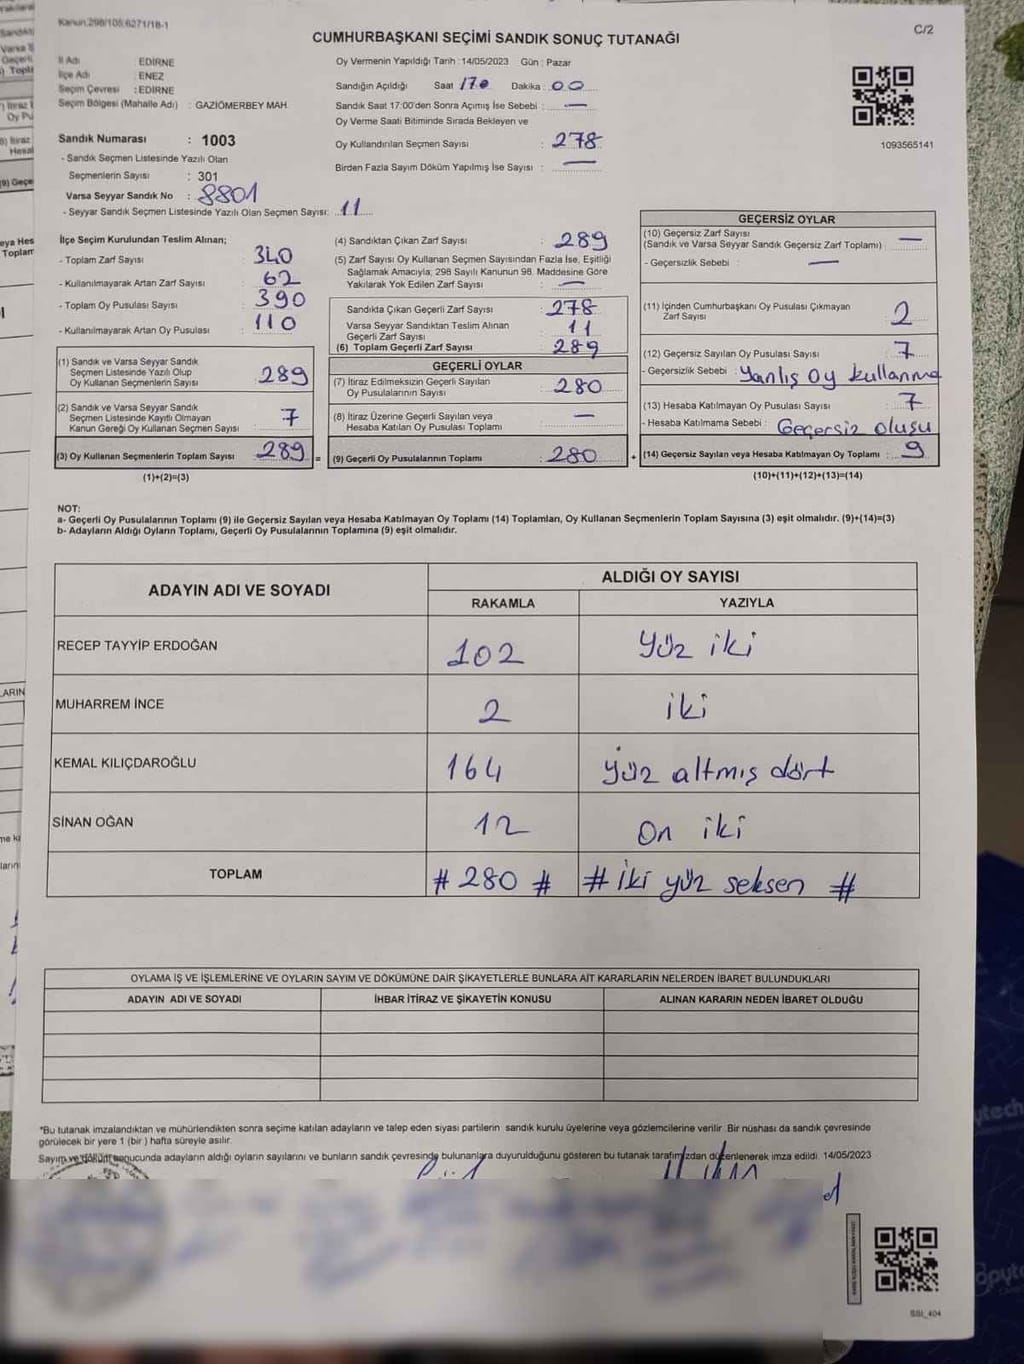 Kanun:298/105;6271/18-1
C/2
CUMHURBAŞKANI SEÇİMİ SANDIK SONUÇ TUTANAĞI
İl Adı EDİRNE
İlçe Adı ENEZ
Seçim Çevresi : EDİRNE
Seçim Bölgesi (Mahalle Adı) : GAZİÖMERBEY MAH.
Sandık Numarası : 1003
- Sandık Seçmen Listesinde Yazılı Olan
Seçmenlerin Sayısı : 301
Varsa Seyyar Sandık No : 8801
- Seyyar Sandık Seçmen Listesinde Yazılı Olan Seçmen Sayısı: 11
Oy Vermenin Yapıldığı Tarih : 14/05/2023 Gün : Pazar
Sandığın Açıldığı Saat : 17:00 Dakika : 00
Sandık Saat 17:00'den Sonra Açımış İse Sebebi : —
Oy Verme Saati Bitiminde Sırada Bekleyen ve
Oy Kullandırılan Seçmen Sayısı : 278
Birden Fazla Sayım Döküm Yapılmış İse Sayısı : —
1093565141
İlçe Seçim Kurulundan Teslim Alınan;
- Toplam Zarf Sayısı : 340
- Kullanılmayarak Artan Zarf Sayısı : 62
- Toplam Oy Pusulası Sayısı : 390
- Kullanılmayarak Artan Oy Pusulası : 110
(1) Sandık ve Varsa Seyyar Sandık
Seçmen Listesinde Yazılı Olup
Oy Kullanan Seçmenlerin Sayısı : 289
(2) Sandık ve Varsa Seyyar Sandık
Seçmen Listesinde Kayıtlı Olmayan
Kanun Gereği Oy Kullanan Seçmen Sayısı : 7
(3) Oy Kullanan Seçmenlerin Toplam Sayısı : 289 =
(1)+(2)=(3)
(4) Sandıktan Çıkan Zarf Sayısı : 289
(5) Zarf Sayısı Oy Kullanan Seçmen Sayısından Fazla İse, Eşitliği
Sağlamak Amacıyla; 298 Sayılı Kanunun 98. Maddesine Göre
Yakılarak Yok Edilen Zarf Sayısı : —
Sandıkta Çıkan Geçerli Zarf Sayısı : 278
Varsa Seyyar Sandıktan Teslim Alınan
Geçerli Zarf Sayısı 11
(6) Toplam Geçerli Zarf Sayısı : 289
GEÇERLİ OYLAR
(7) İtiraz Edilmeksizin Geçerli Sayılan
Oy Pusulalarının Sayısı : 280
(8) İtiraz Üzerine Geçerli Sayılan veya
Hesaba Katılan Oy Pusulası Toplamı : —
(9) Geçerli Oy Pusulalarının Toplamı : 280 +
GEÇERSİZ OYLAR
(10) Geçersiz Zarf Sayısı
(Sandık ve Varsa Seyyar Sandık Geçersiz Zarf Toplamı) : —
- Geçersizlik Sebebi : —
(11) İçinden Cumhurbaşkanı Oy Pusulası Çıkmayan
Zarf Sayısı : 2
(12) Geçersiz Sayılan Oy Pusulası Sayısı : 7
- Geçersizlik Sebebi : Yanlış Oy kullanma
(13) Hesaba Katılmayan Oy Pusulası Sayısı : 7
- Hesaba Katılmama Sebebi : Geçersiz oluşu
(14) Geçersiz Sayılan veya Hesaba Katılmayan Oy Toplamı : 9
(10)+(11)+(12)+(13)=(14)
NOT:
a- Geçerli Oy Pusulalarının Toplamı (9) ile Geçersiz Sayılan veya Hesaba Katılmayan Oy Toplamı (14) Toplamları, Oy Kullanan Seçmenlerin Toplam Sayısına (3) eşit olmalıdır. (9)+(14)=(3)
b- Adayların Aldığı Oyların Toplamı, Geçerli Oy Pusulalarının Toplamına (9) eşit olmalıdır.
ADAYIN ADI VE SOYADI
ALDIĞI OY SAYISI
RAKAMLA YAZIYLA
RECEP TAYYİP ERDOĞAN 102 Yüz iki
MUHARREM İNCE 2 iki
KEMAL KILIÇDAROĞLU 164 Yüz altmış dört
SİNAN OĞAN 12 On iki
TOPLAM # 280 # # İki yüz seksen #
OYLAMA İŞ VE İŞLEMLERİNE VE OYLARIN SAYIM VE DÖKÜMÜNE DAİR ŞİKAYETLERLE BUNLARA AİT KARARLARIN NELERDEN İBARET BULUNDUKLARI
ADAYIN ADI VE SOYADI İHBAR İTİRAZ VE ŞİKAYETİN KONUSU ALINAN KARARIN NEDEN İBARET OLDUĞU
*Bu tutanak imzalandıktan ve mühürlendikten sonra seçime katılan adayların ve talep eden siyasi partilerin sandık kurulu üyelerine veya gözlemcilerine verilir. Bir nüshası da sandık çevresinde
görülecek bir yere 1 (bir ) hafta süreyle asılır.
Sayım ve döküm sonucunda adayların aldığı oyların sayılarını ve bunların sandık çevresinde bulunanlara duyurulduğunu gösteren bu tutanak tarafımızdan düzenlenerek imza edildi. 14/05/2023
SSI_404